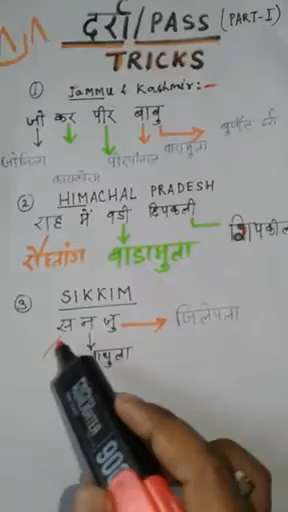 दर्रा/PASS (PART-I)
TRICKS
① Jammu & Kashmir:-
जो कर पीर बाबु
जोजिला पीरपंजाल बारामुला बुर्जिल दर्रा
काराकोरम
② HIMACHAL PRADESH
राह में बडी छिपकली
रोहतांग बाडामुला शिपकीला
③ SIKKIM
स न जु → जिलेपला
नाथुला